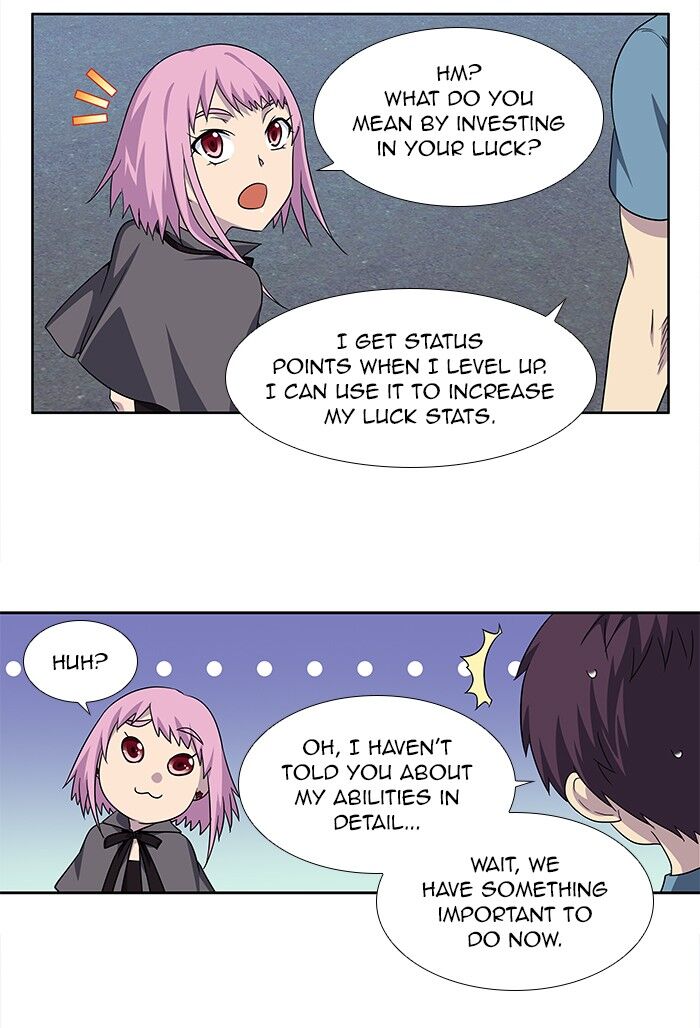 HM?
WHAT DO YOU
MEAN BY INVESTING
IN YOUR LUCK?
I GET STATUS
POINTS WHEN I LEVEL UP.
I CAN USE IT TO INCREASE
MY LUCK STATS.
HUH?
OH, I HAVEN'T
TOLD YOU ABOUT
MY ABILITIES IN
DETAIL...
WAIT, WE
HAVE SOMETHING
IMPORTANT TO
DO NOW.